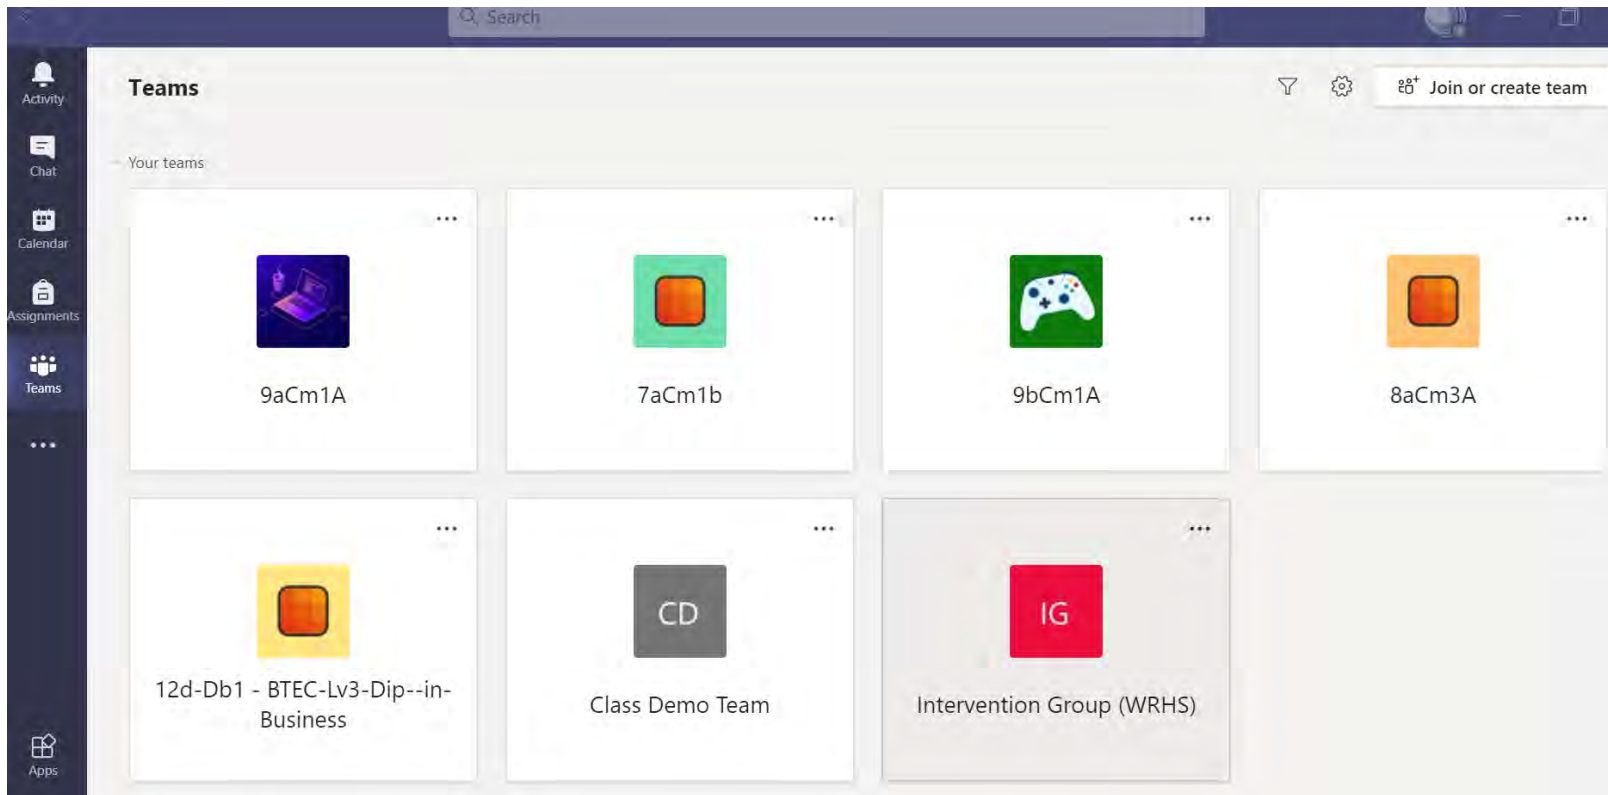 Search
Activity
Chat
Calendar
Assignments
Teams
Apps
Teams
Join or create team
Your teams
9aCm1A
7aCm1b
9bCm1A
8aCm3A
12d-Db1 - BTEC-Lv3-Dip--in-
Business
CD
Class Demo Team
IG
Intervention Group (WRHS)